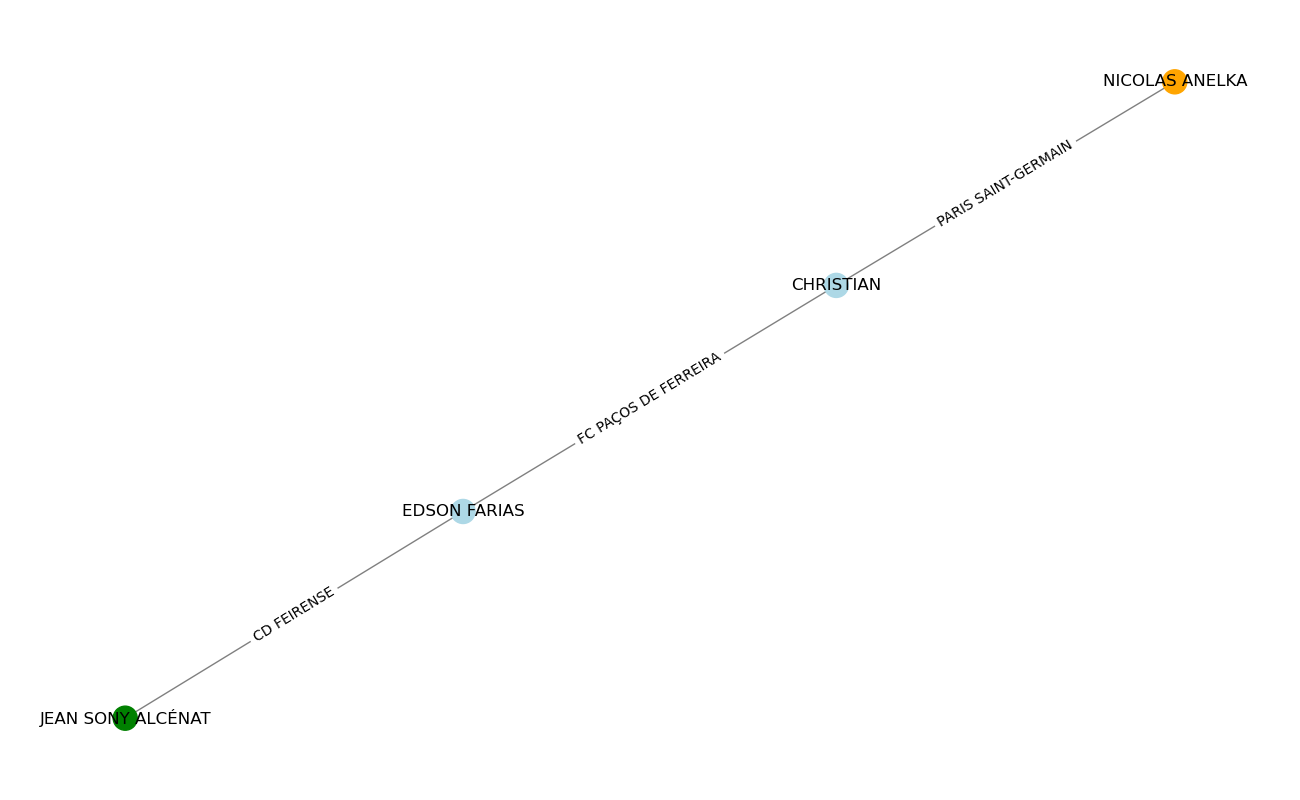 NICOLAS ANELKA
PARIS SAINT-GERMAIN
CHRISTIAN
FC PAÇOS DE FERREIRA
EDSON FARIAS
CD FEIRENSE
JEAN SONY ALCÉNAT